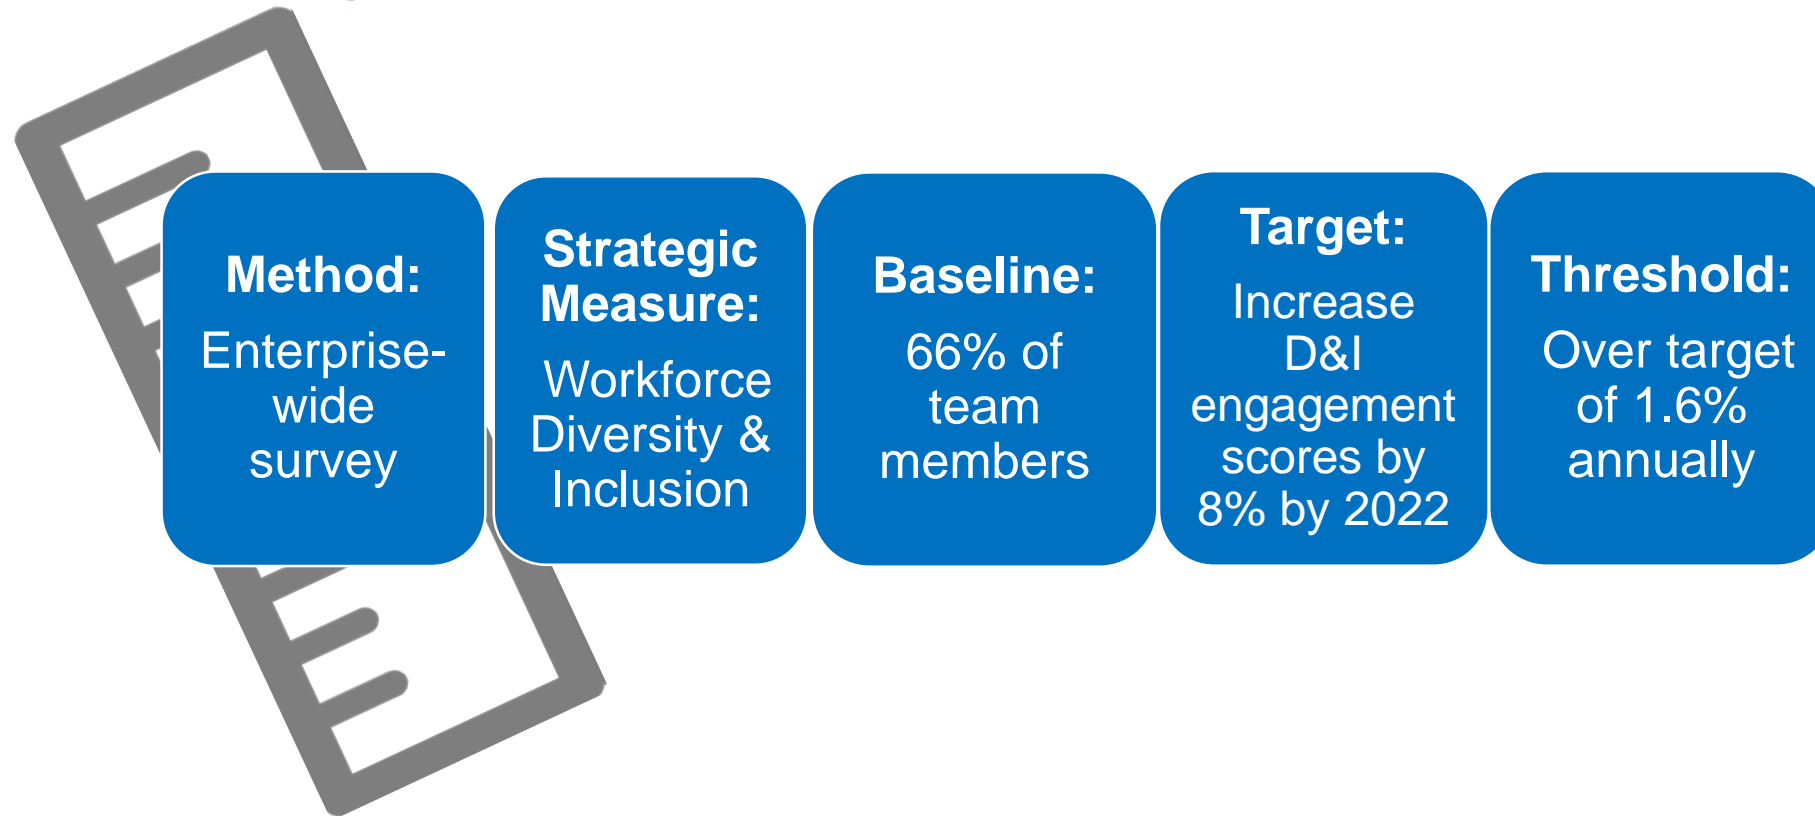 Method:
Enterprise-
wide
survey
Strategic
Measure:
Workforce
Diversity &
Inclusion
Baseline:
66% of
team
members
Target:
Increase
D&I
engagement
scores by
8% by 2022
Threshold:
Over target
of 1.6%
annually